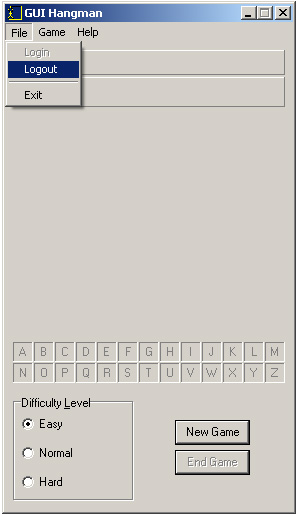 GUI Hangman
File Game Help
Login
Logout
Exit
A B C D E F G H I J K L M
N O P Q R S T U V W X Y Z
Difficulty Level
Easy
Normal
Hard
New Game
End Game